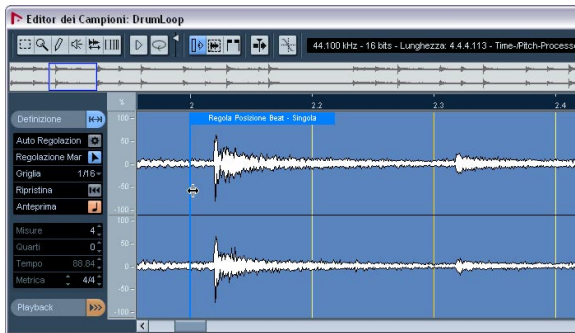 Editor dei Campioni: DrumLoop
44.100 kHz - 16 bits - Lunghezza: 4.4.4.113 - Time-/Pitch-Processe
% 2 2.2 2.3 2.4
Regola Posizione Beat - Singola
Definizione
Auto Regolazion
Regolazione Mar
Griglia 1/16
Ripristina
Anteprima
Misure 4
Quarti 0
Tempo 88.84
Metrica 4/4
Playback
100
50
0
-50
-100
100
50
0
-50
-100